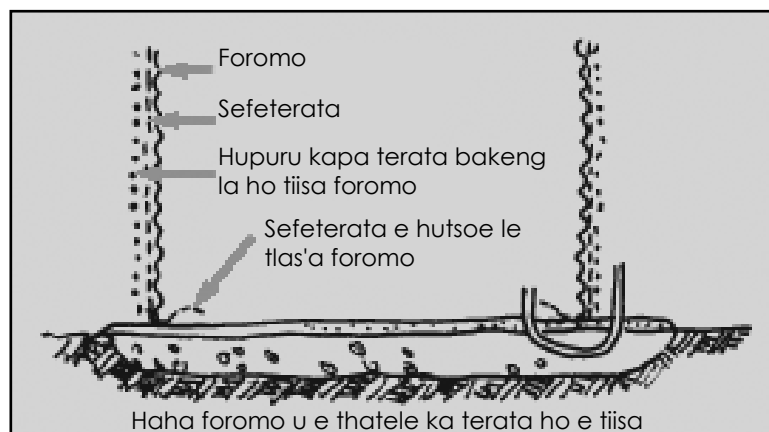 Foromo
Sefeterata
Hupuru kapa terata bakeng
la ho tiisa foromo
Sefeterata e hutsoe le
tlas'a foromo
Haha foromo u e thatele ka terata ho e tiisa